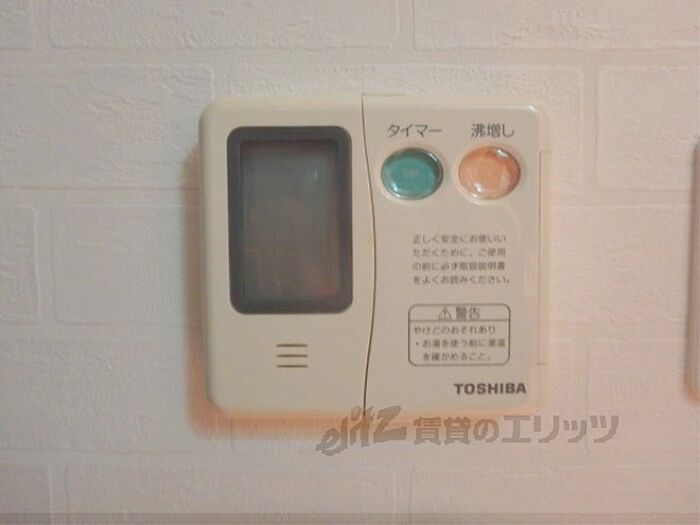 タイマー 沸増し
正しく安全にお使いい
ただくために、ご使用
の前に必ず取扱説明書
をよくお読みください。
⚠警告
やけどのおそれあり
・お湯を使う前に湯温
を確かめること。
TOSHIBA
elitz 賃貸のエリッツ